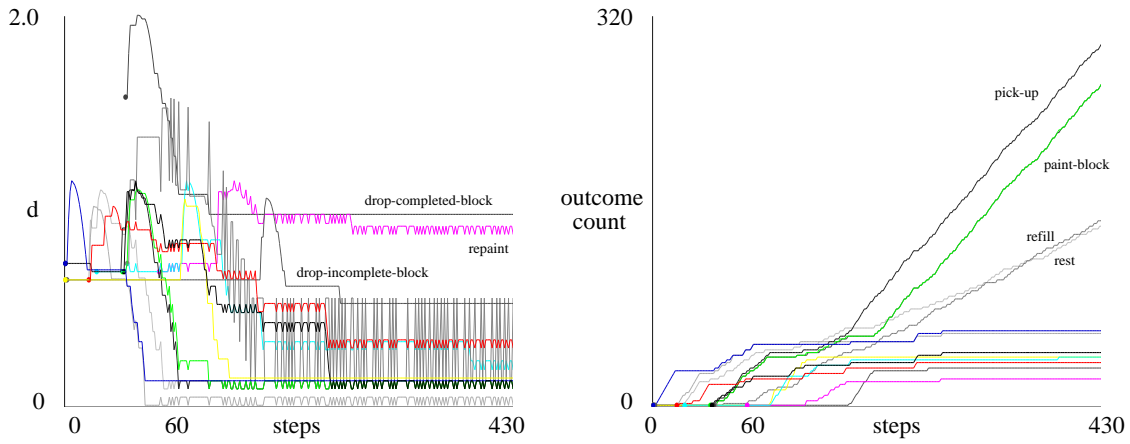 2.0
d
0
0
60
steps
430
drop-completed-block
repaint
drop-incomplete-block
320
outcome
count
0
0
60
steps
430
pick-up
paint-block
refill
rest